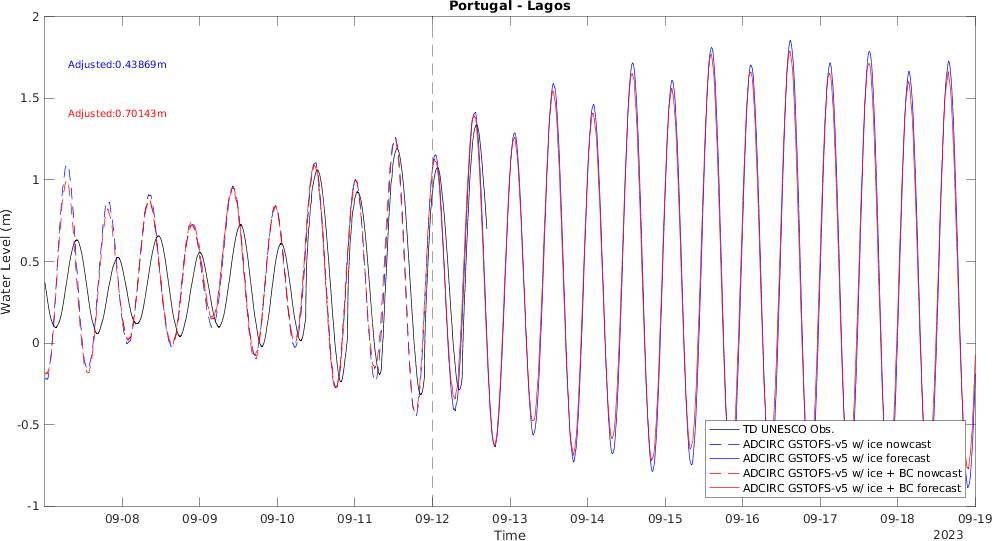 Portugal - Lagos
Adjusted:0.43869m
Adjusted:0.70143m
Water Level (m)
2
1.5
1
0.5
0
-0.5
-1
TD UNESCO Obs.
ADCIRC GSTOFS-v5 w/ ice nowcast
ADCIRC GSTOFS-v5 w/ ice forecast
ADCIRC GSTOFS-v5 w/ ice + BC nowcast
ADCIRC GSTOFS-v5 w/ ice + BC forecast
09-08 09-09 09-10 09-11 09-12 09-13 09-14 09-15 09-16 09-17 09-18 09-19
Time
2023